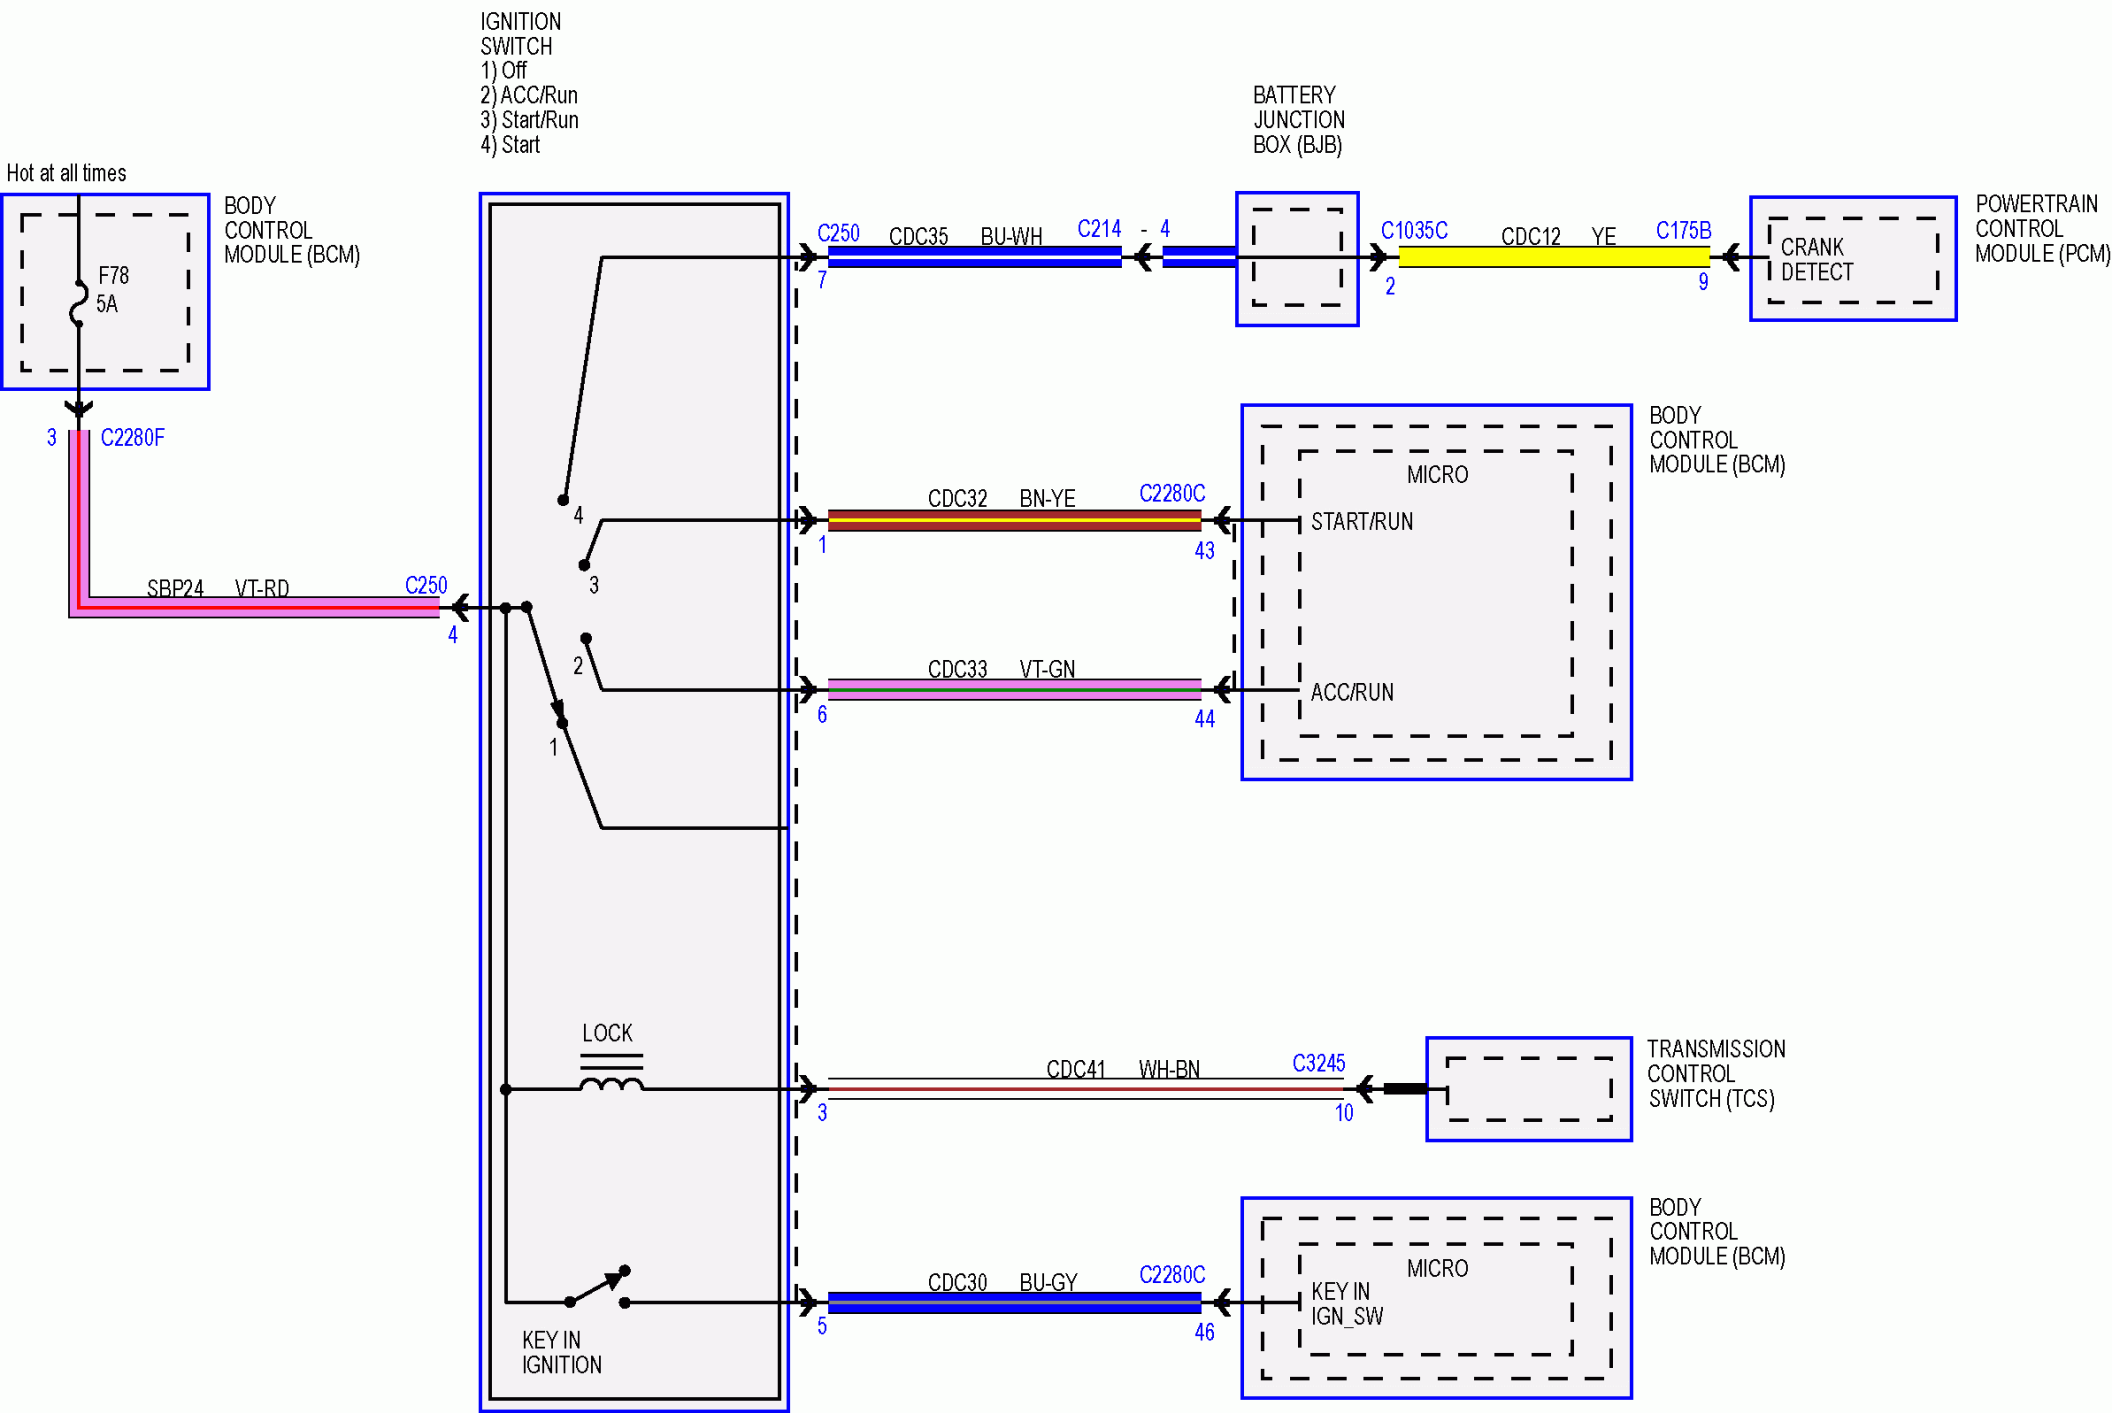 IGNITION
SWITCH
1) Off
2) ACC/Run
3) Start/Run
4) Start
BATTERY
JUNCTION
BOX (BJB)
Hot at all times
BODY
CONTROL
MODULE (BCM)
F78
5A
3 C2280F
SBP24 VT-RD C250
4
C250 CDC35 BU-WH C214 - 4
7
C1035C CDC12 YE C175B
2 9
CRANK
DETECT
POWERTRAIN
CONTROL
MODULE (PCM)
4
3
2
1
CDC32 BN-YE C2280C
1 43
CDC33 VT-GN
6 44
MICRO
START/RUN
ACC/RUN
BODY
CONTROL
MODULE (BCM)
LOCK
CDC41 WH-BN C3245
3 10
TRANSMISSION
CONTROL
SWITCH (TCS)
KEY IN
IGNITION
CDC30 BU-GY C2280C
5 46
MICRO
KEY IN
IGN_SW
BODY
CONTROL
MODULE (BCM)